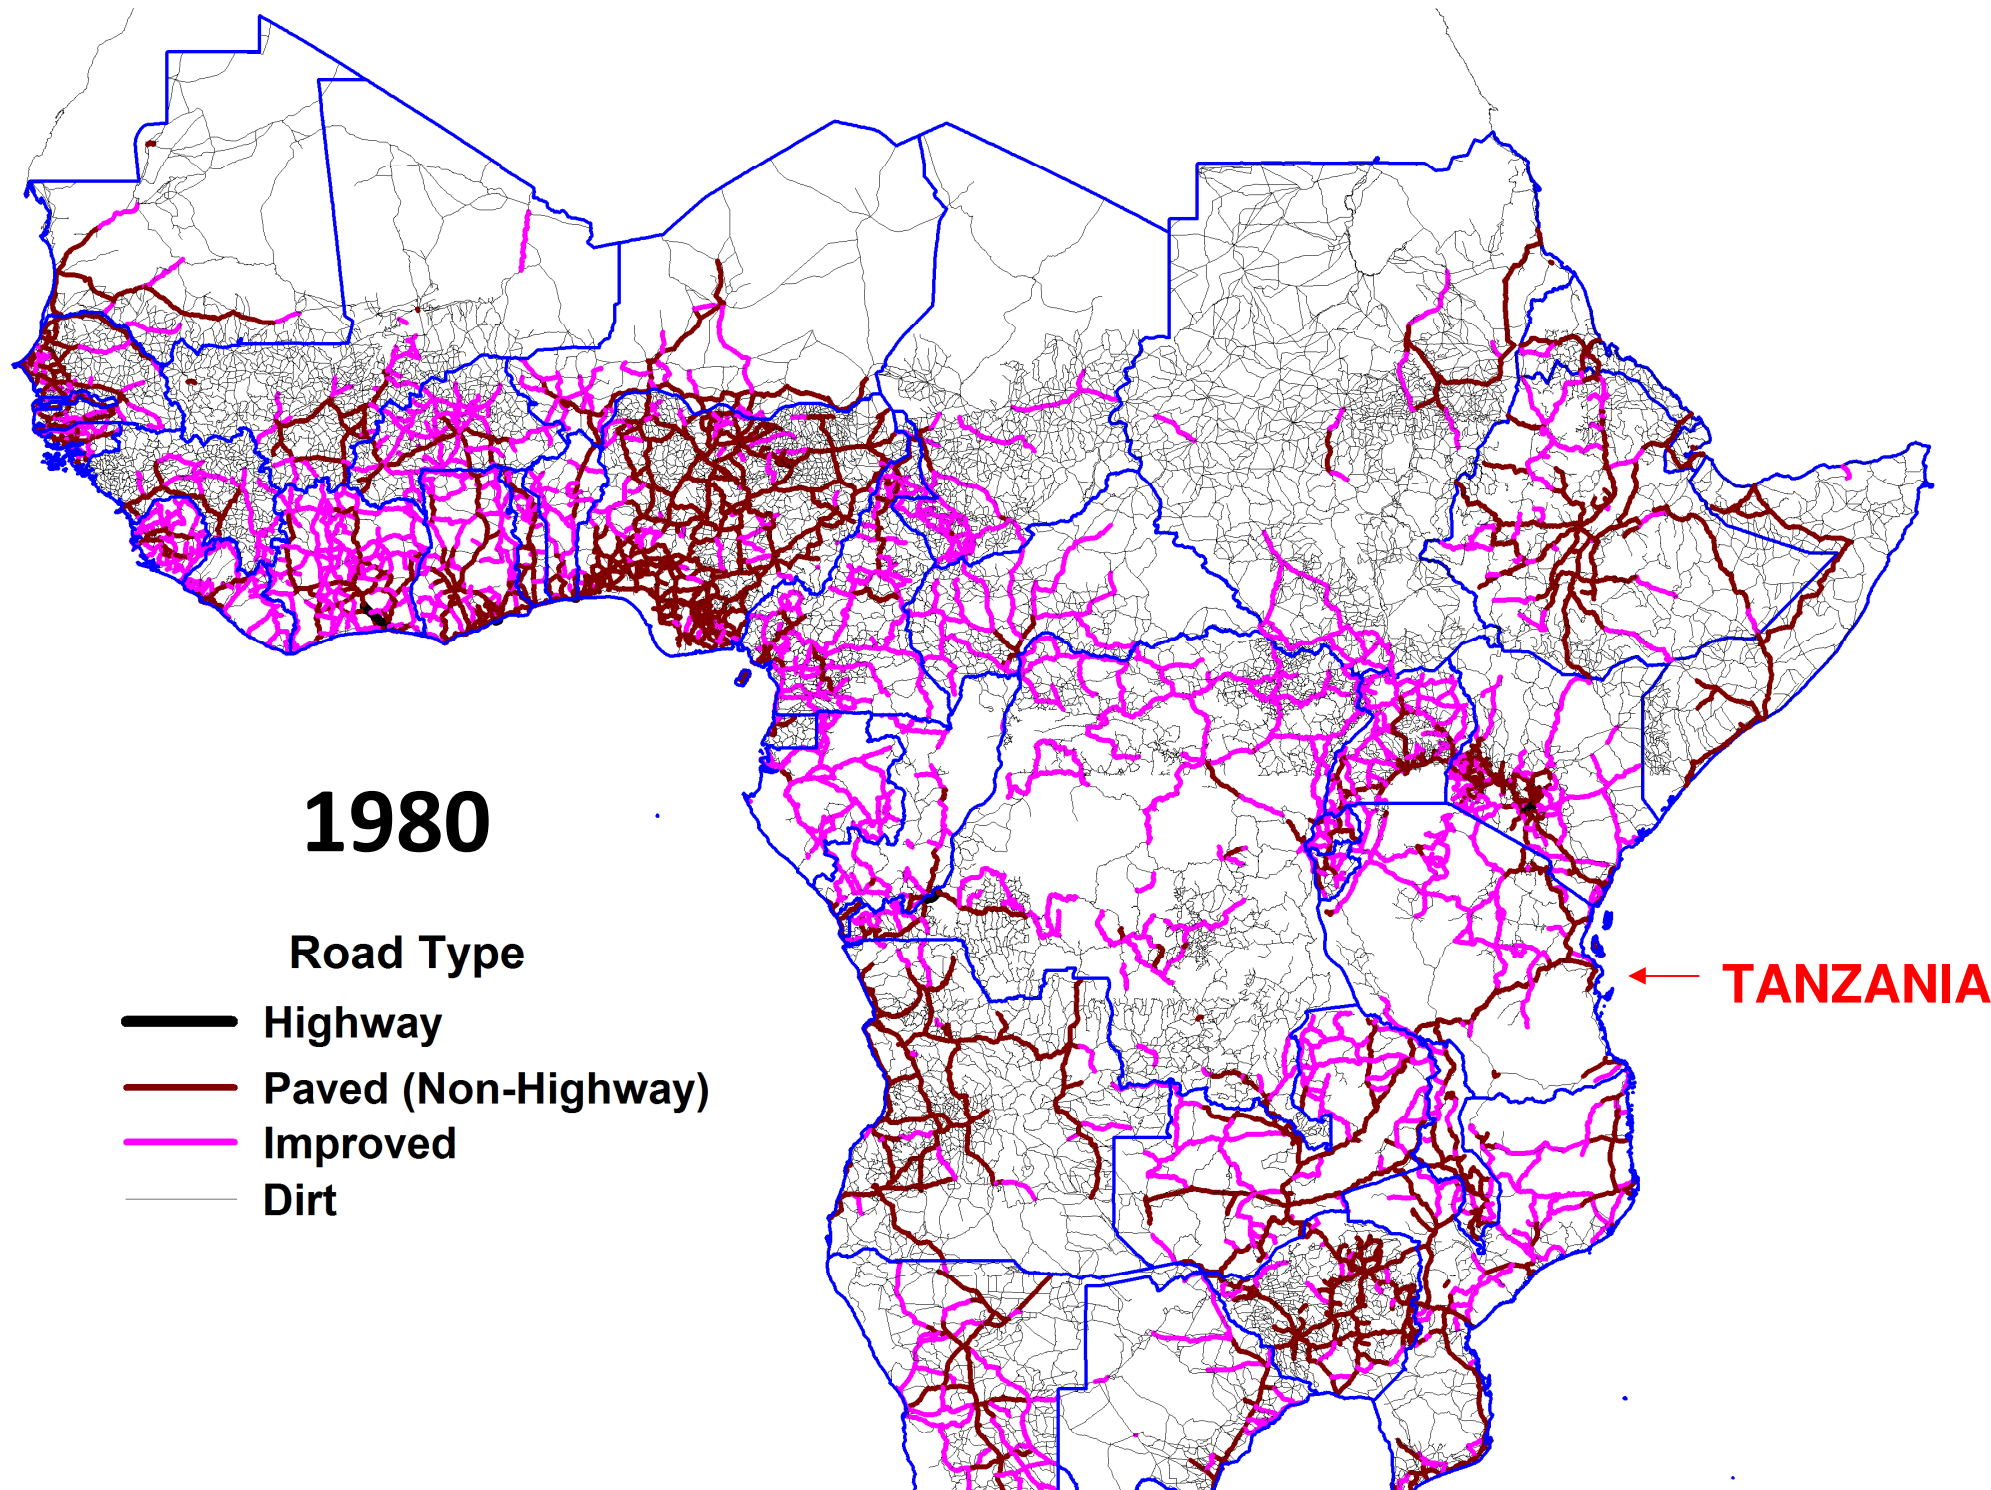 1980
Road Type
Highway
Paved (Non-Highway)
Improved
Dirt
TANZANIA